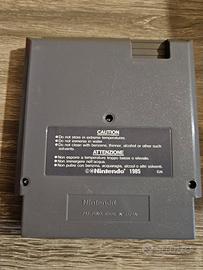 CAUTION
●Do not store in extreme temperatures.
●Do not immerse in water.
●Do not clean with benzene, thinner, alcohol or other such
solvents.
ATTENZIONE
●Non esporre a temperature troppo basse o elevate.
●Non immergere nell'acqua.
●Non pulire con benzene, acquaragia, alcool o altri solventi.
©®Nintendo® 1985
Nintendo